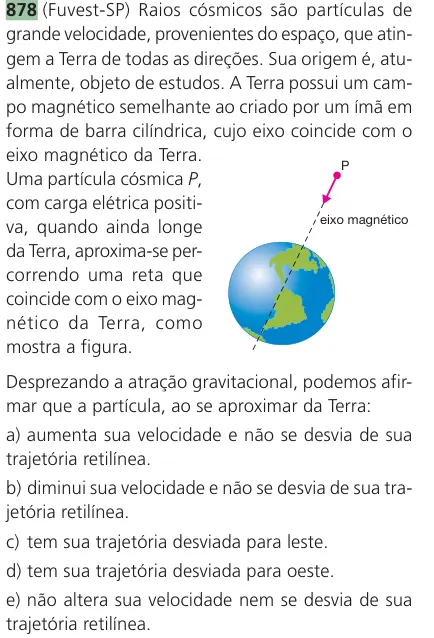 878 (Fuvest-SP) Raios cósmicos são partículas de
grande velocidade, provenientes do espaço, que atin-
gem a Terra de todas as direções. Sua origem é, atu-
almente, objeto de estudos. A Terra possui um cam-
po magnético semelhante ao criado por um ímã em
forma de barra cilíndrica, cujo eixo coincide com o
eixo magnético da Terra.
Uma partícula cósmica P,
com carga elétrica positi-
va, quando ainda longe
da Terra, aproxima-se per-
correndo uma reta que
coincide com o eixo mag-
nético da Terra, como
mostra a figura.
P
eixo magnético
Desprezando a atração gravitacional, podemos afir-
mar que a partícula, ao se aproximar da Terra:
a) aumenta sua velocidade e não se desvia de sua
trajetória retilínea.
b) diminui sua velocidade e não se desvia de sua tra-
jetória retilínea.
c) tem sua trajetória desviada para leste.
d) tem sua trajetória desviada para oeste.
e) não altera sua velocidade nem se desvia de sua
trajetória retilínea.